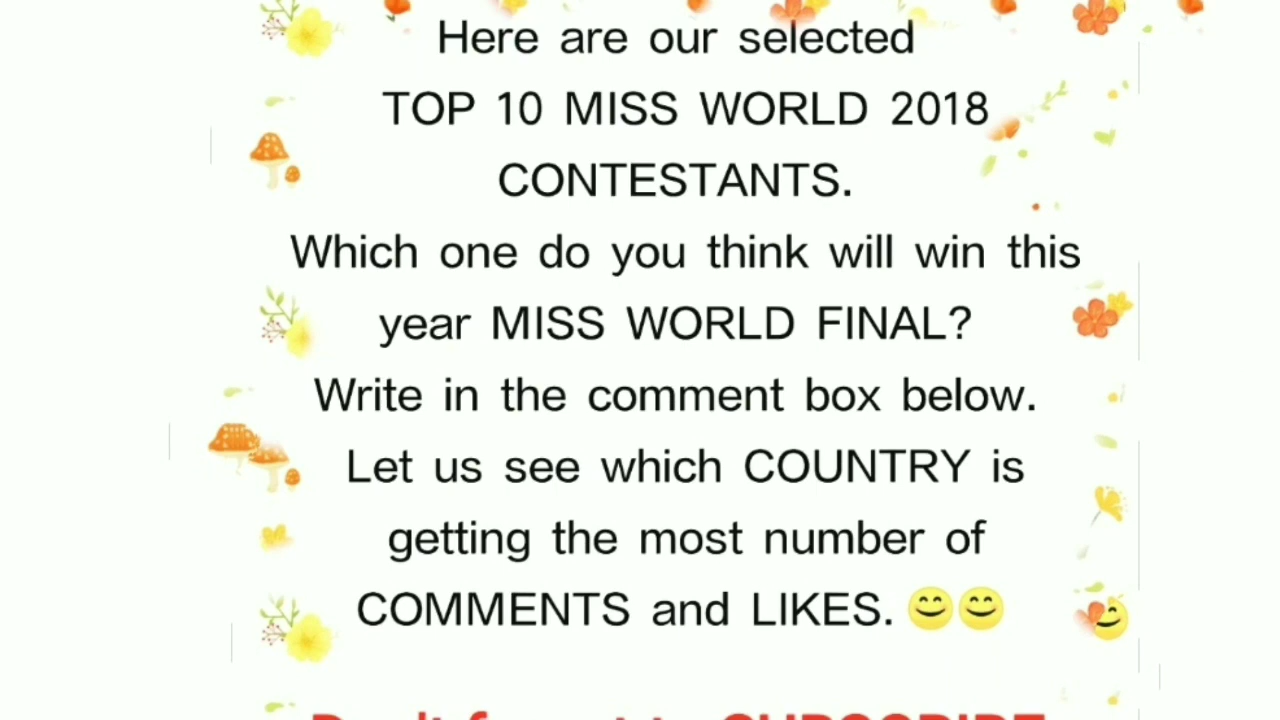 Here are our selected
TOP 10 MISS WORLD 2018
CONTESTANTS.
Which one do you think will win this
year MISS WORLD FINAL?
Write in the comment box below.
Let us see which COUNTRY is
getting the most number of
COMMENTS and LIKES. 😊😊